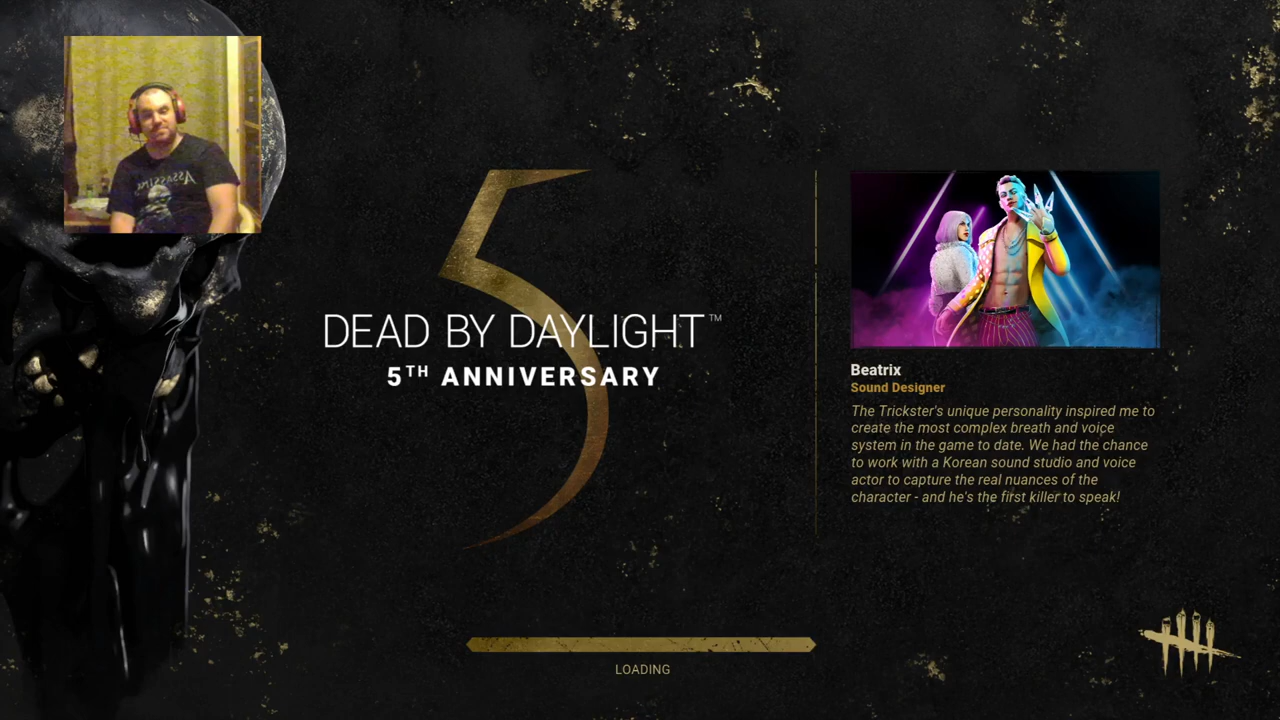 DEAD BY DAYLIGHT™
5TH ANNIVERSARY
Beatrix
Sound Designer
The Trickster's unique personality inspired me to
create the most complex breath and voice
system in the game to date. We had the chance
to work with a Korean sound studio and voice
actor to capture the real nuances of the
character - and he's the first killer to speak!
LOADING
ASSASSINS